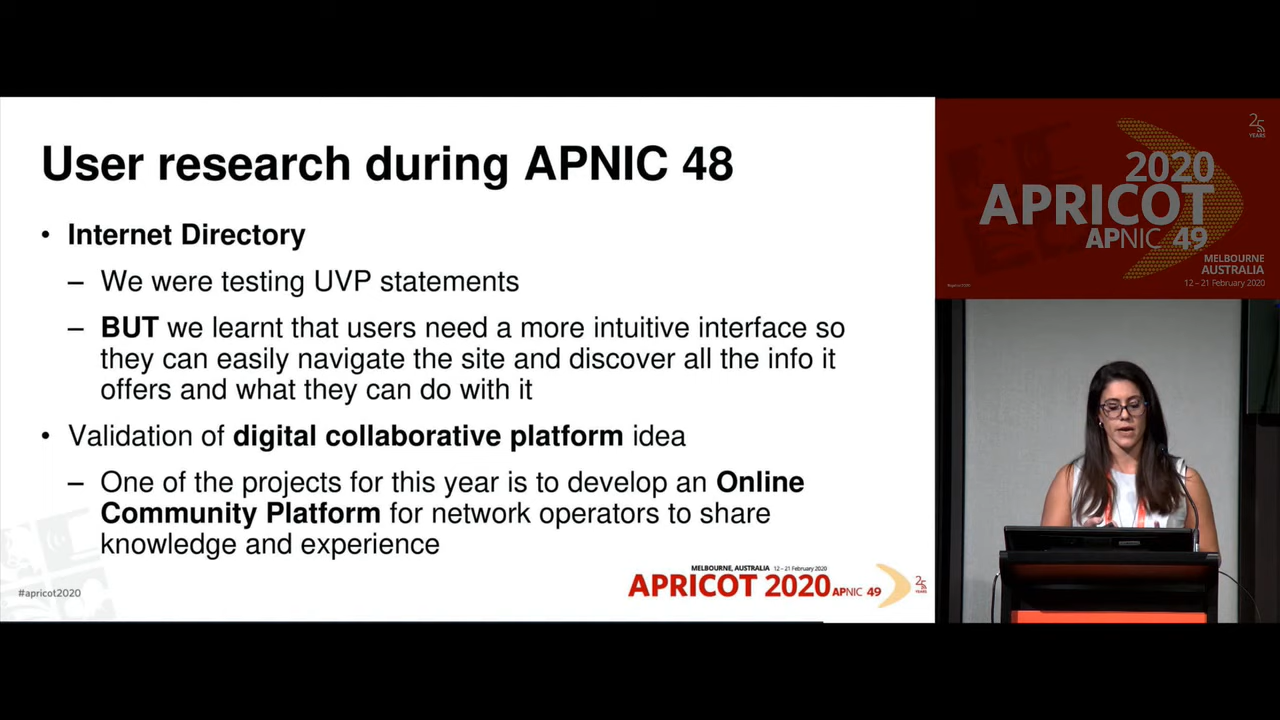 User research during APNIC 48
• Internet Directory
– We were testing UVP statements
– BUT we learnt that users need a more intuitive interface so
they can easily navigate the site and discover all the info it
offers and what they can do with it
• Validation of digital collaborative platform idea
– One of the projects for this year is to develop an Online
Community Platform for network operators to share
knowledge and experience
#apricot2020
MELBOURNE, AUSTRALIA 12 – 21 February 2020
APRICOT 2020 APNIC 49
25 YEARS
25
YEARS
2020
APRICOT
APNIC 49
MELBOURNE
AUSTRALIA
12 – 21 February 2020